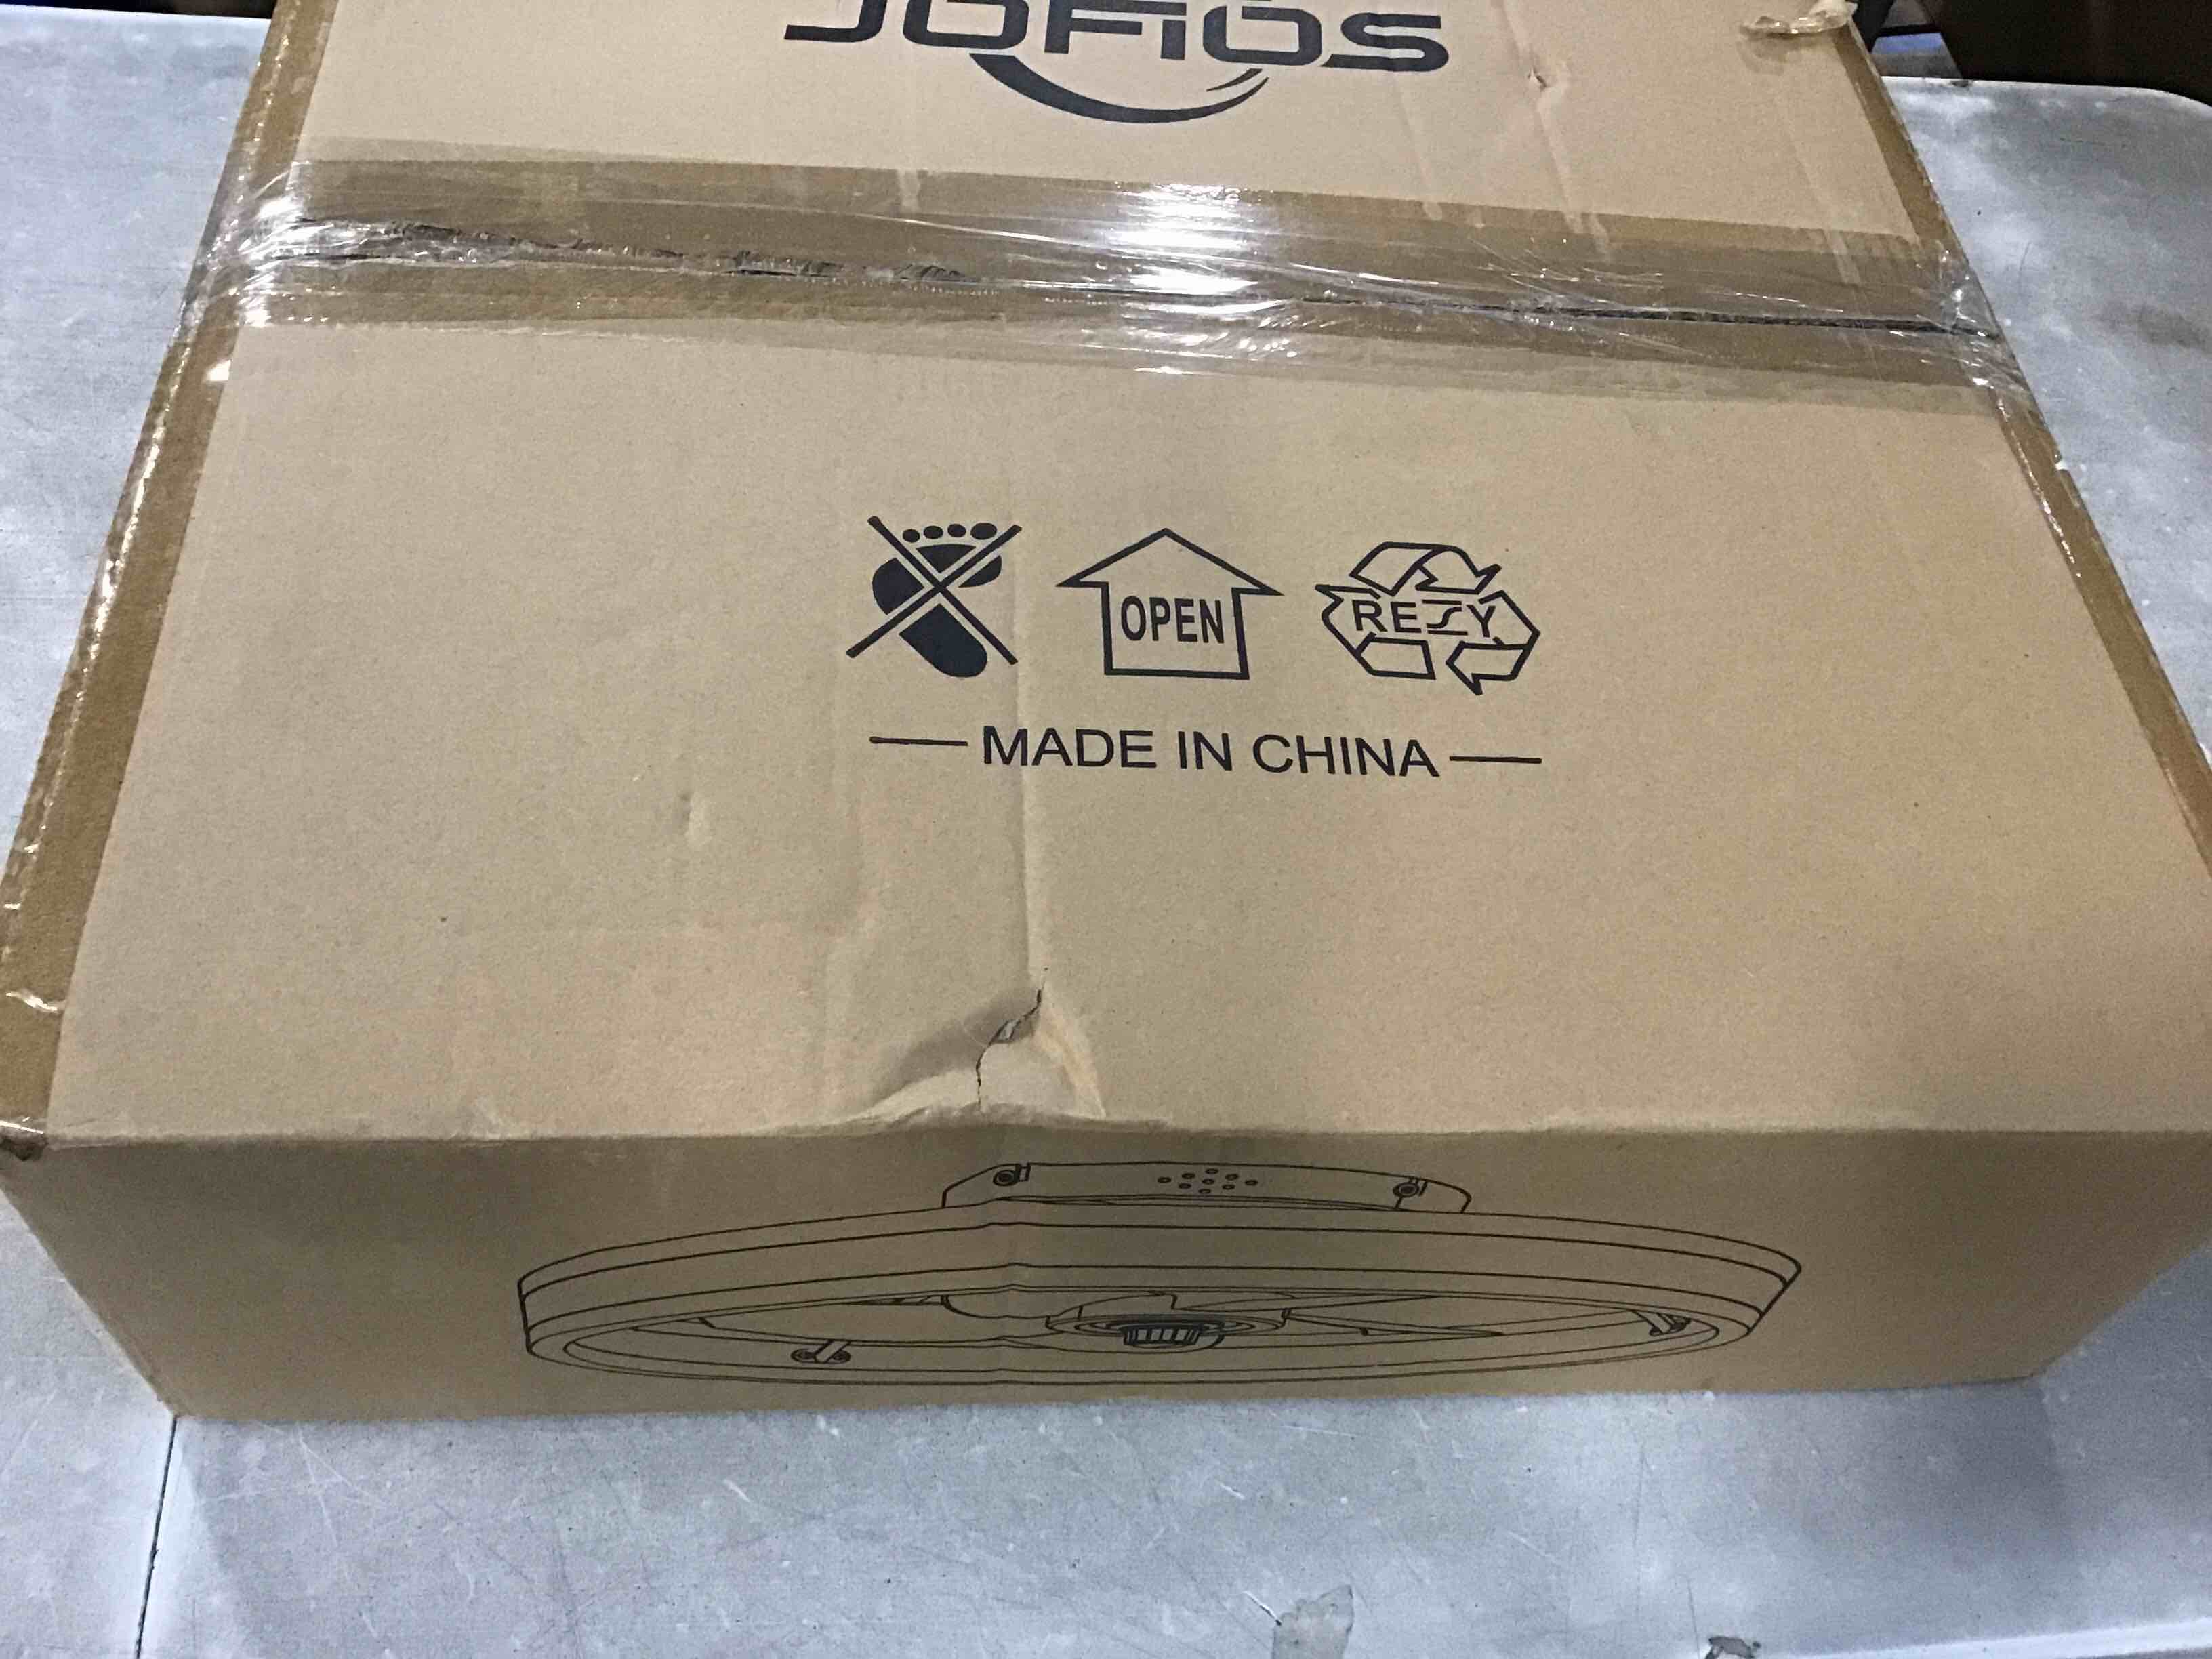 JOFIOS
OPEN
RESY
— MADE IN CHINA —